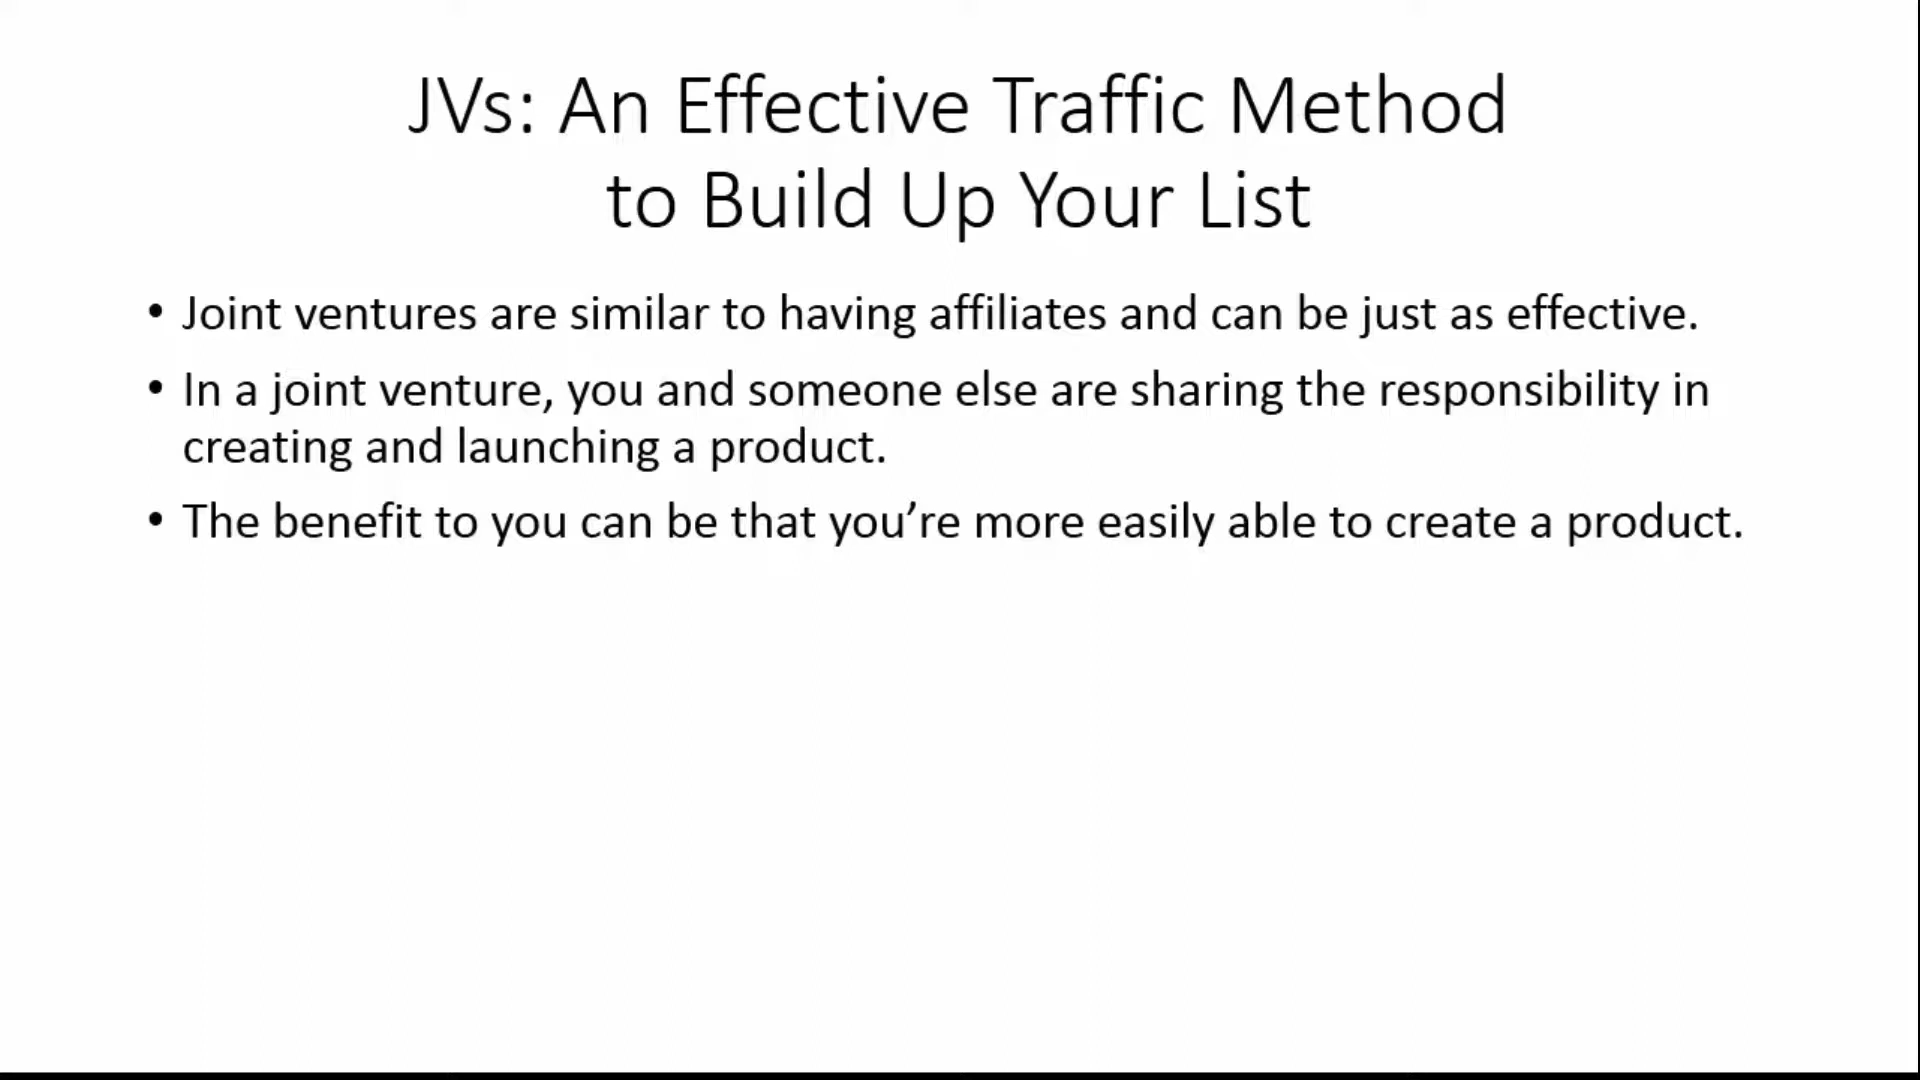 JVs: An Effective Traffic Method
to Build Up Your List
• Joint ventures are similar to having affiliates and can be just as effective.
• In a joint venture, you and someone else are sharing the responsibility in
creating and launching a product.
• The benefit to you can be that you’re more easily able to create a product.